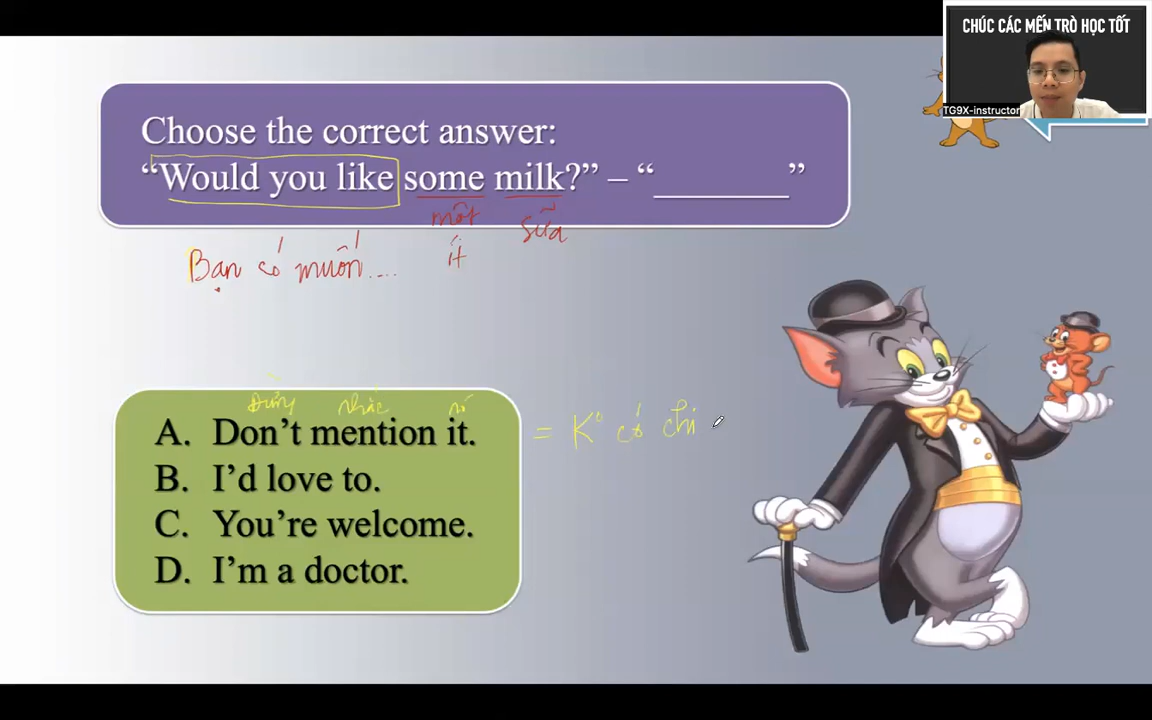 CHÚC CÁC MẾN TRÒ HỌC TỐT
TG9X-instructor
Choose the correct answer:
“Would you like some milk?” – “________”
một sữa
Bạn có muốn.... ít
Đừng nhắc nó
A. Don’t mention it. = K° có chi
B. I’d love to.
C. You’re welcome.
D. I’m a doctor.